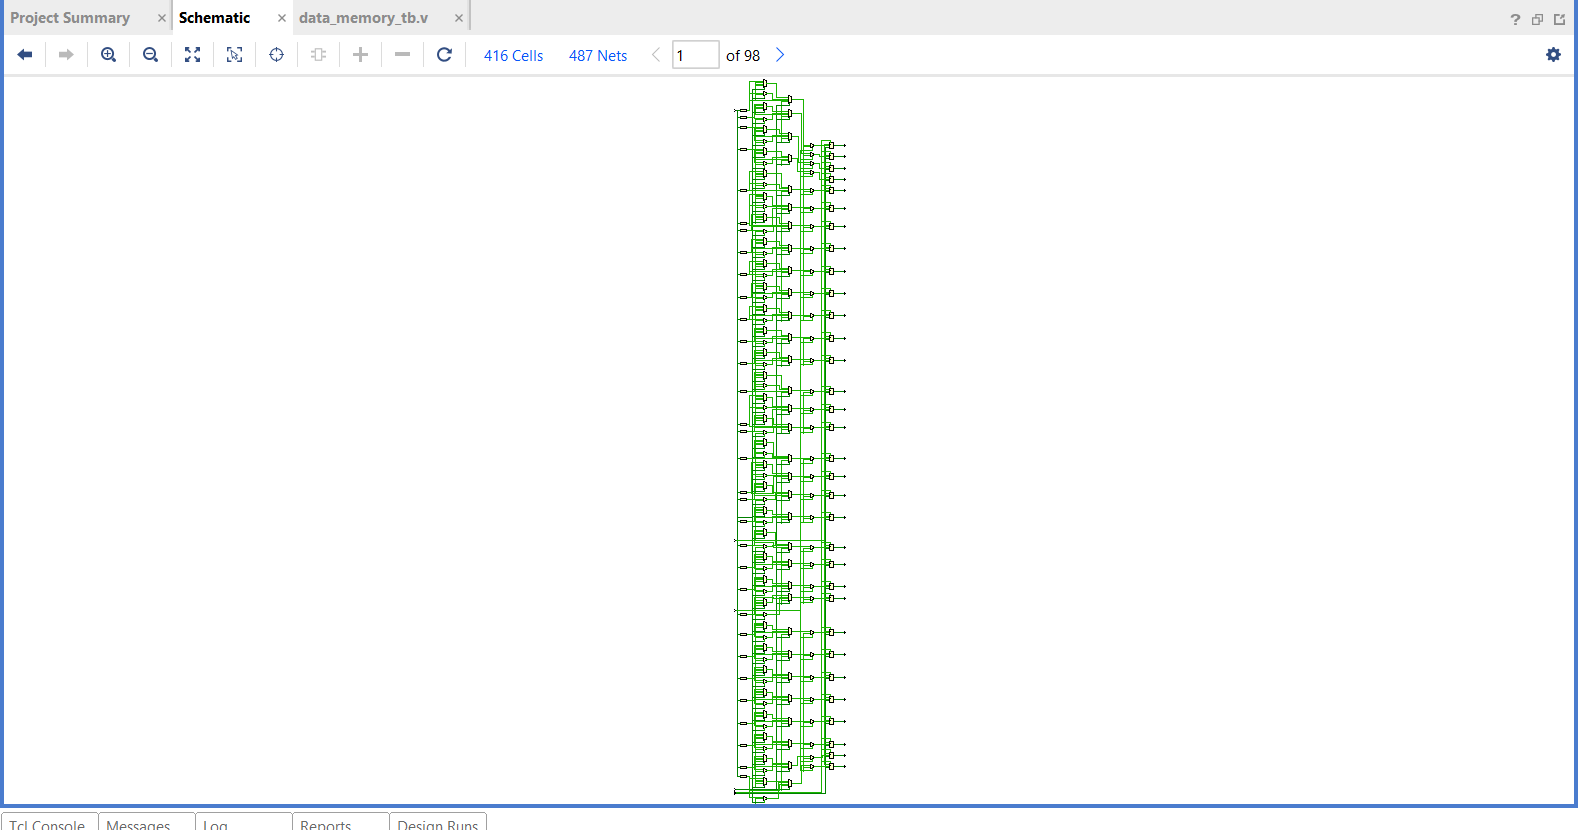 Project Summary × Schematic × data_memory_tb.v ×
?
416 Cells 487 Nets 1 of 98
Tcl Console Messages Log Reports Design Runs